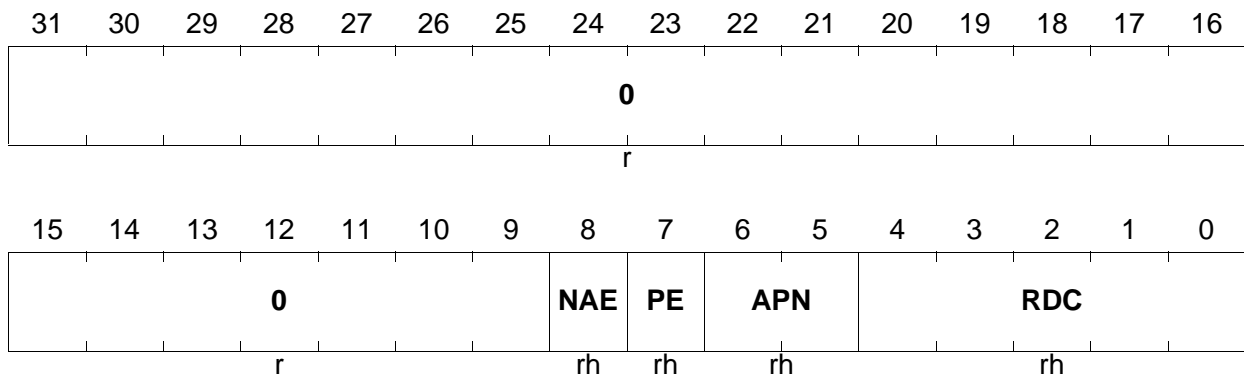 31 30 29 28 27 26 25 24 23 22 21 20 19 18 17 16
0
r
15 14 13 12 11 10 9 8 7 6 5 4 3 2 1 0
0 NAE PE APN RDC
r rh rh rh rh